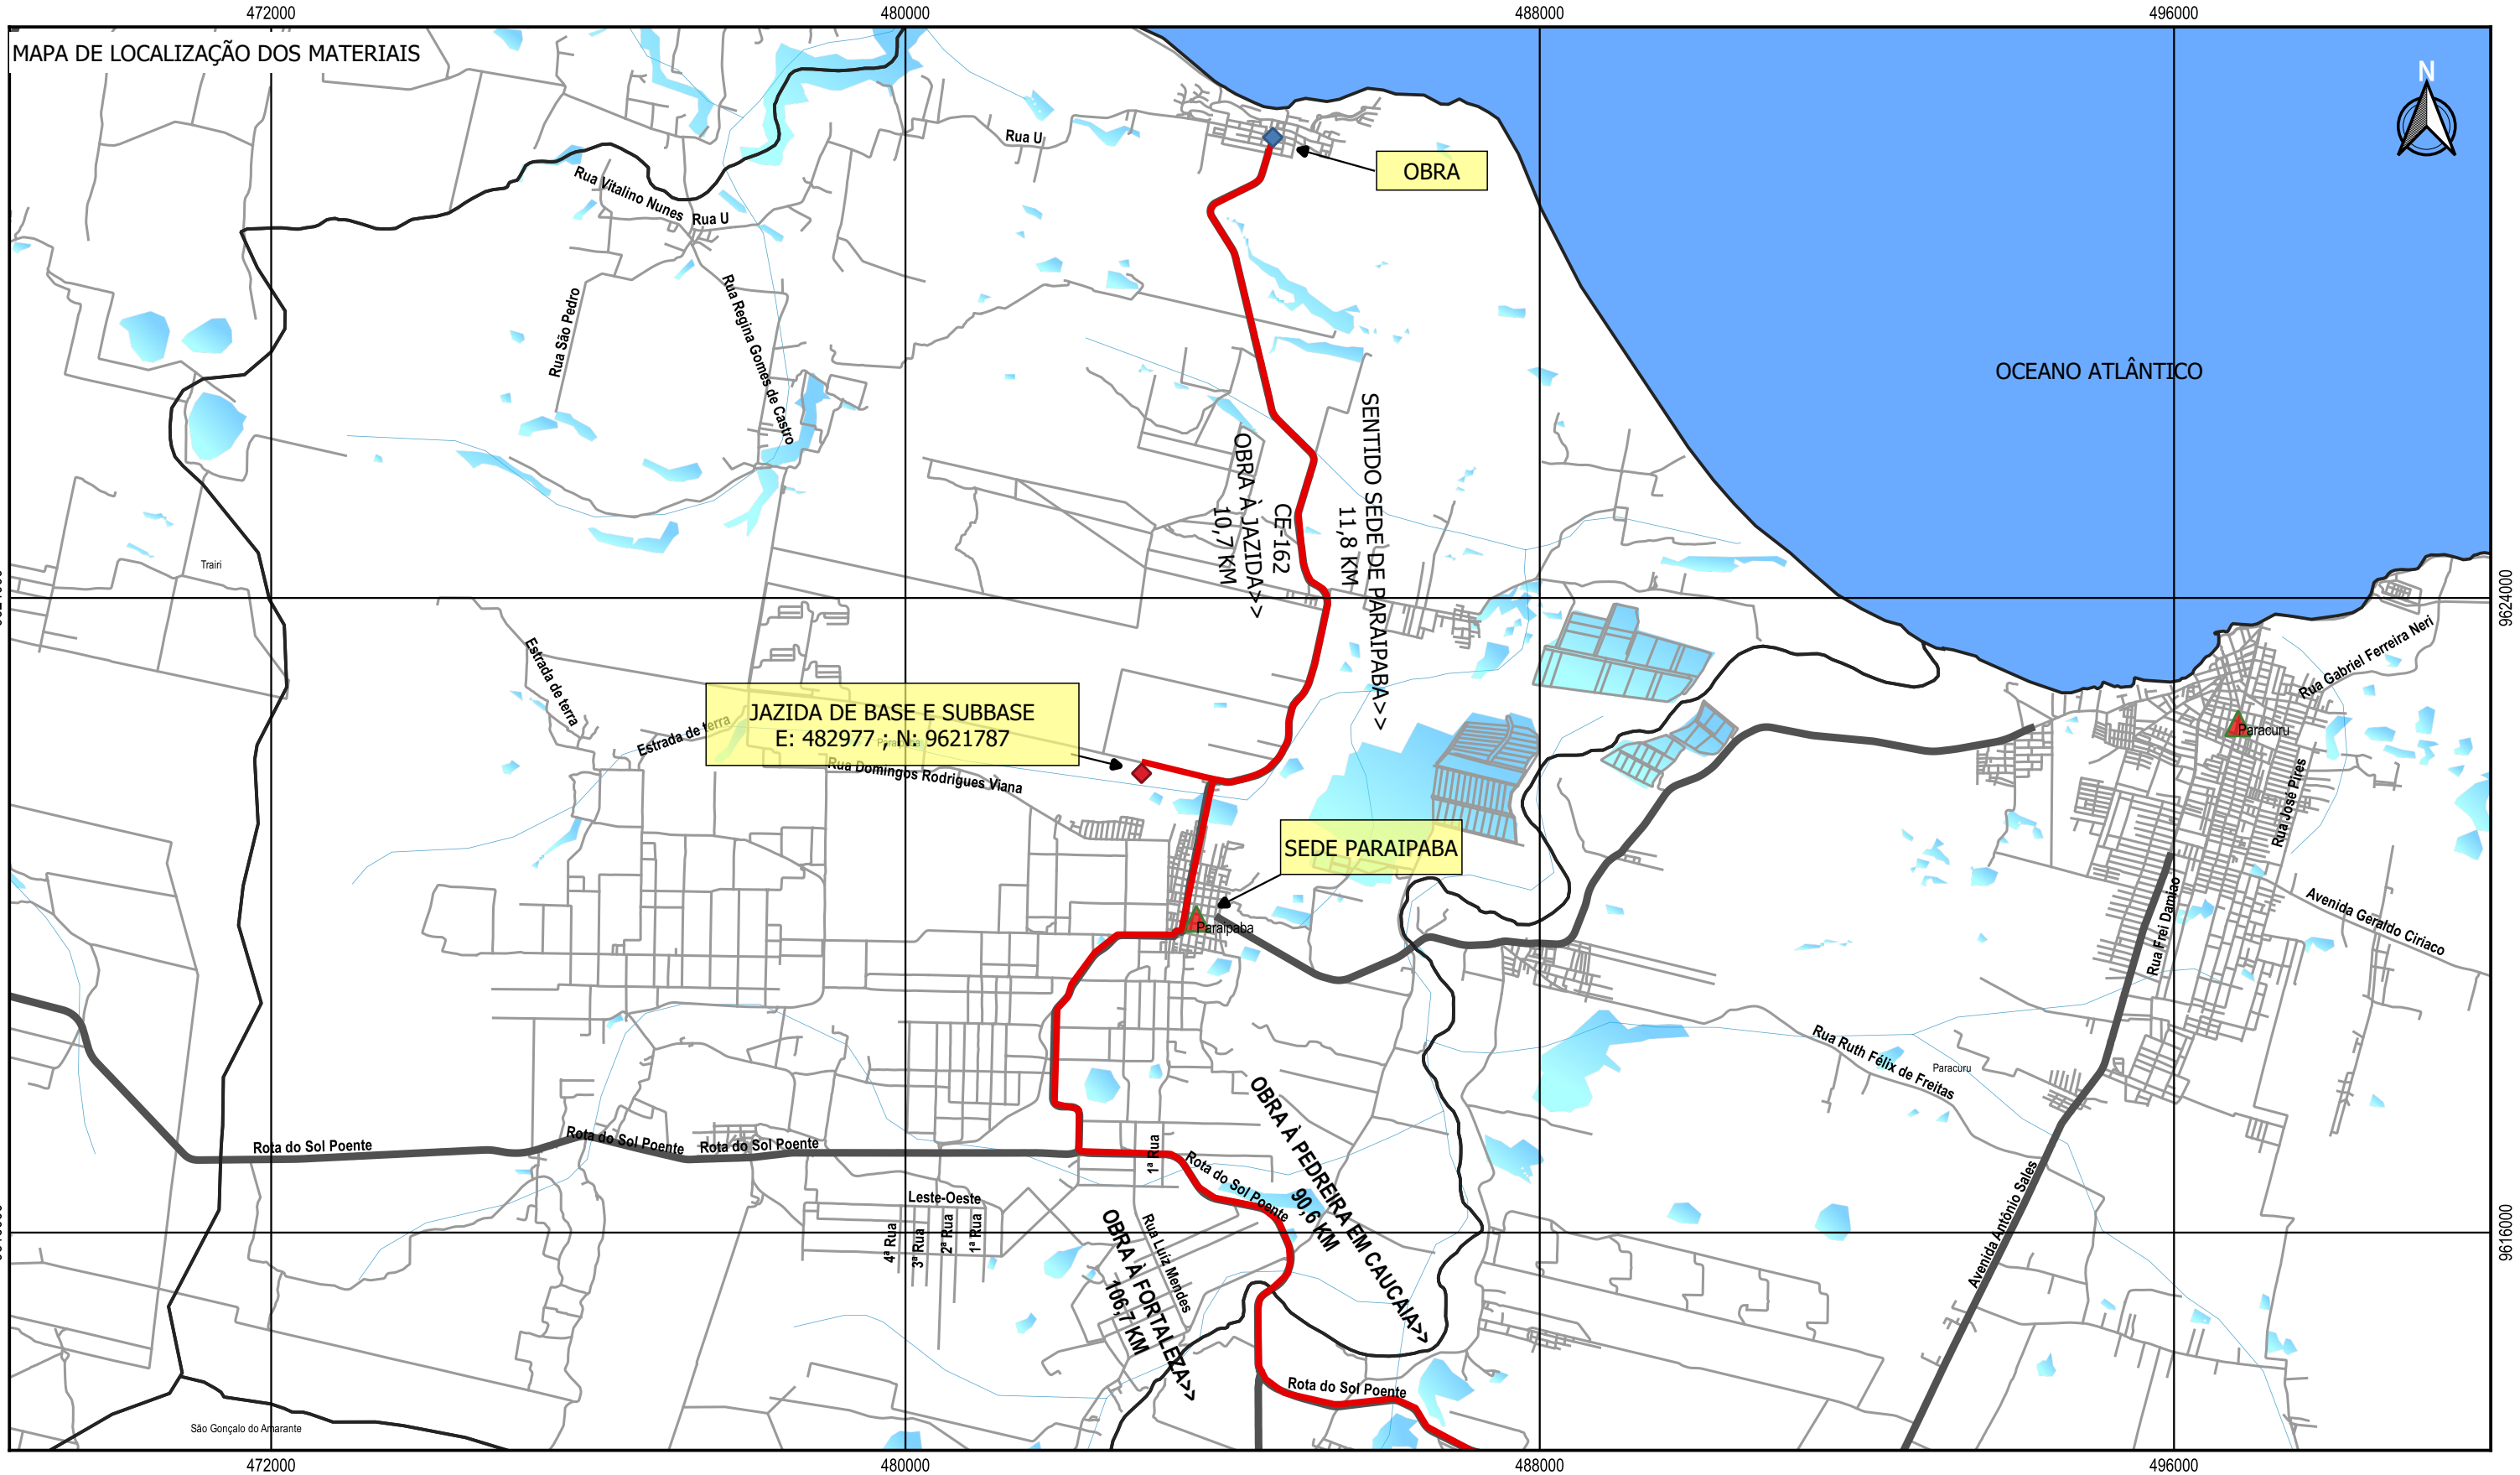 472000
480000
488000
496000
MAPA DE LOCALIZAÇÃO DOS MATERIAIS
N
Rua U
OBRA
Rua Vitalino Nunes
Rua U
Rua São Pedro
Rua Regina Gomes de Castro
OCEANO ATLÂNTICO
SENTIDO SEDE DE PARAIPABA>>
11,8 KM
CE-162
OBRA À JAZIDA>>
10,7 KM
Trairi
9624000
Estrada de terra
Estrada de terra
JAZIDA DE BASE E SUBBASE
E: 482977 ; N: 9621787
Rua Domingos Rodrigues Viana
Rua Gabriel Ferreira Neri
Paracuru
Rua José Pires
SEDE PARAIPABA
Paraipaba
Rua Frei Damiao
Avenida Geraldo Ciriaco
Rua Ruth Félix de Freitas
Paracuru
OBRA À PEDREIRA EM CAUCAIA>>
90,6 KM
Rota do Sol Poente
Rota do Sol Poente
Rota do Sol Poente
1ª Rua
Rota do Sol Poente
Leste-Oeste
4ª Rua
3ª Rua
2ª Rua
1ª Rua
Rua Luiz Mendes
OBRA À FORTALEZA>>
106,7 KM
Avenida Antônio Sales
9616000
Rota do Sol Poente
São Gonçalo do Amarante
472000
480000
488000
496000